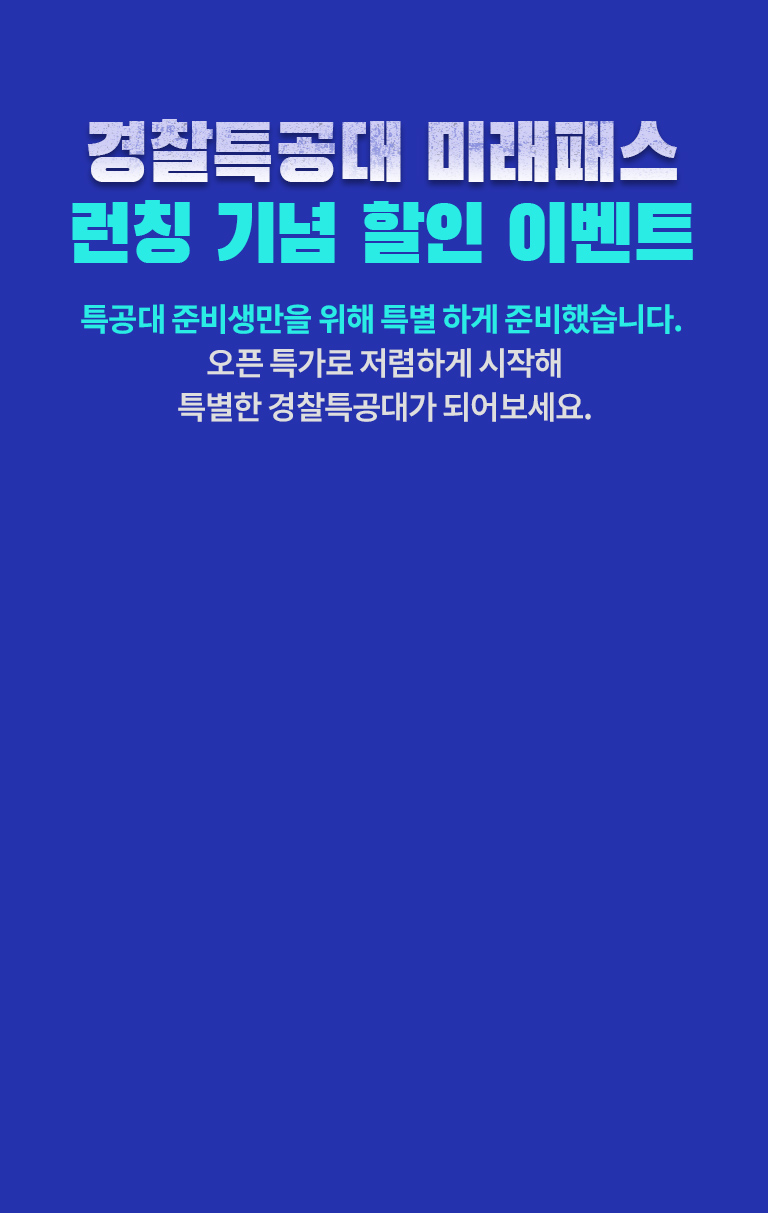 경찰특공대 미래패스
런칭 기념 할인 이벤트
특공대 준비생만을 위해 특별 하게 준비했습니다.
오픈 특가로 저렴하게 시작해
특별한 경찰특공대가 되어보세요.